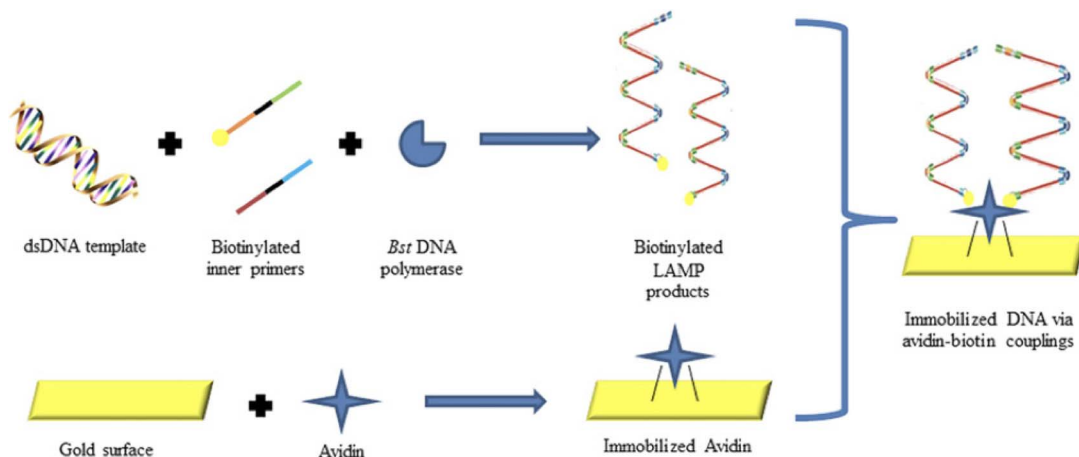 dsDNA template
Biotinylated
inner primers
Bst DNA
polymerase
Biotinylated
LAMP
products
Immobilized DNA via
avidin-biotin couplings
Gold surface
Avidin
Immobilized Avidin